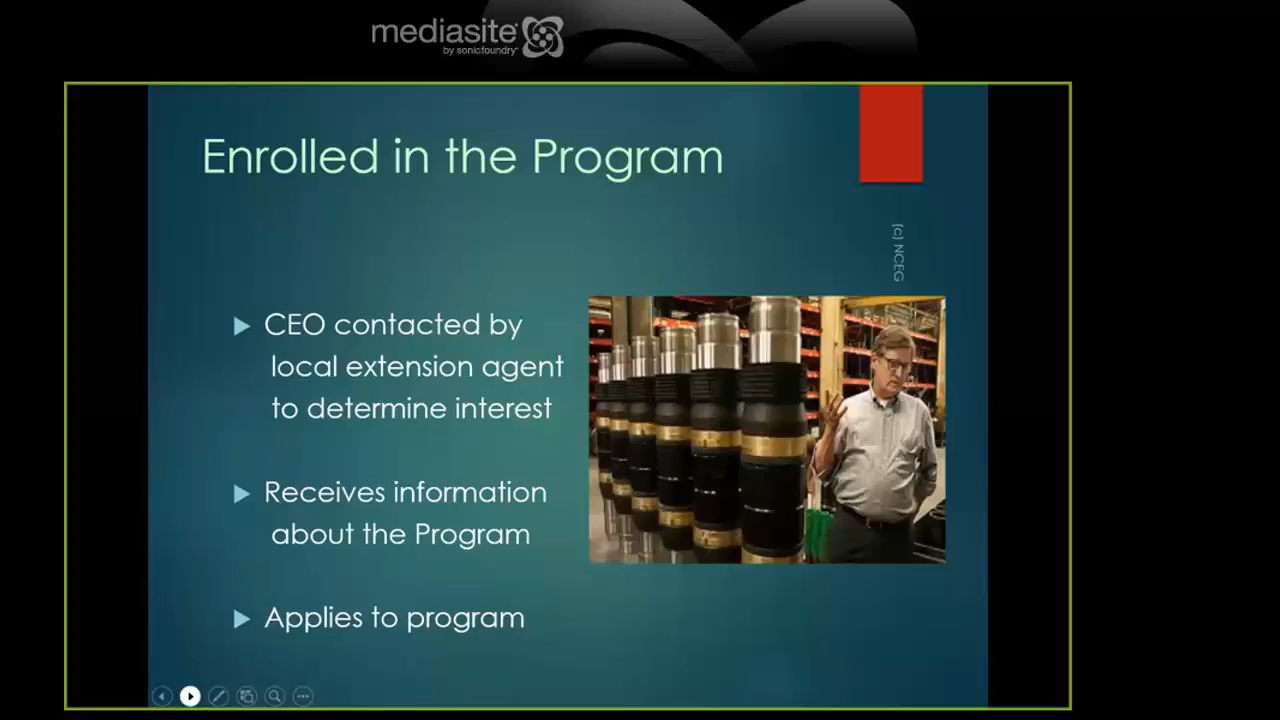 mediasite
by sonicfoundry
Enrolled in the Program
(c) NCEG
CEO contacted by
local extension agent
to determine interest
Receives information
about the Program
Applies to program